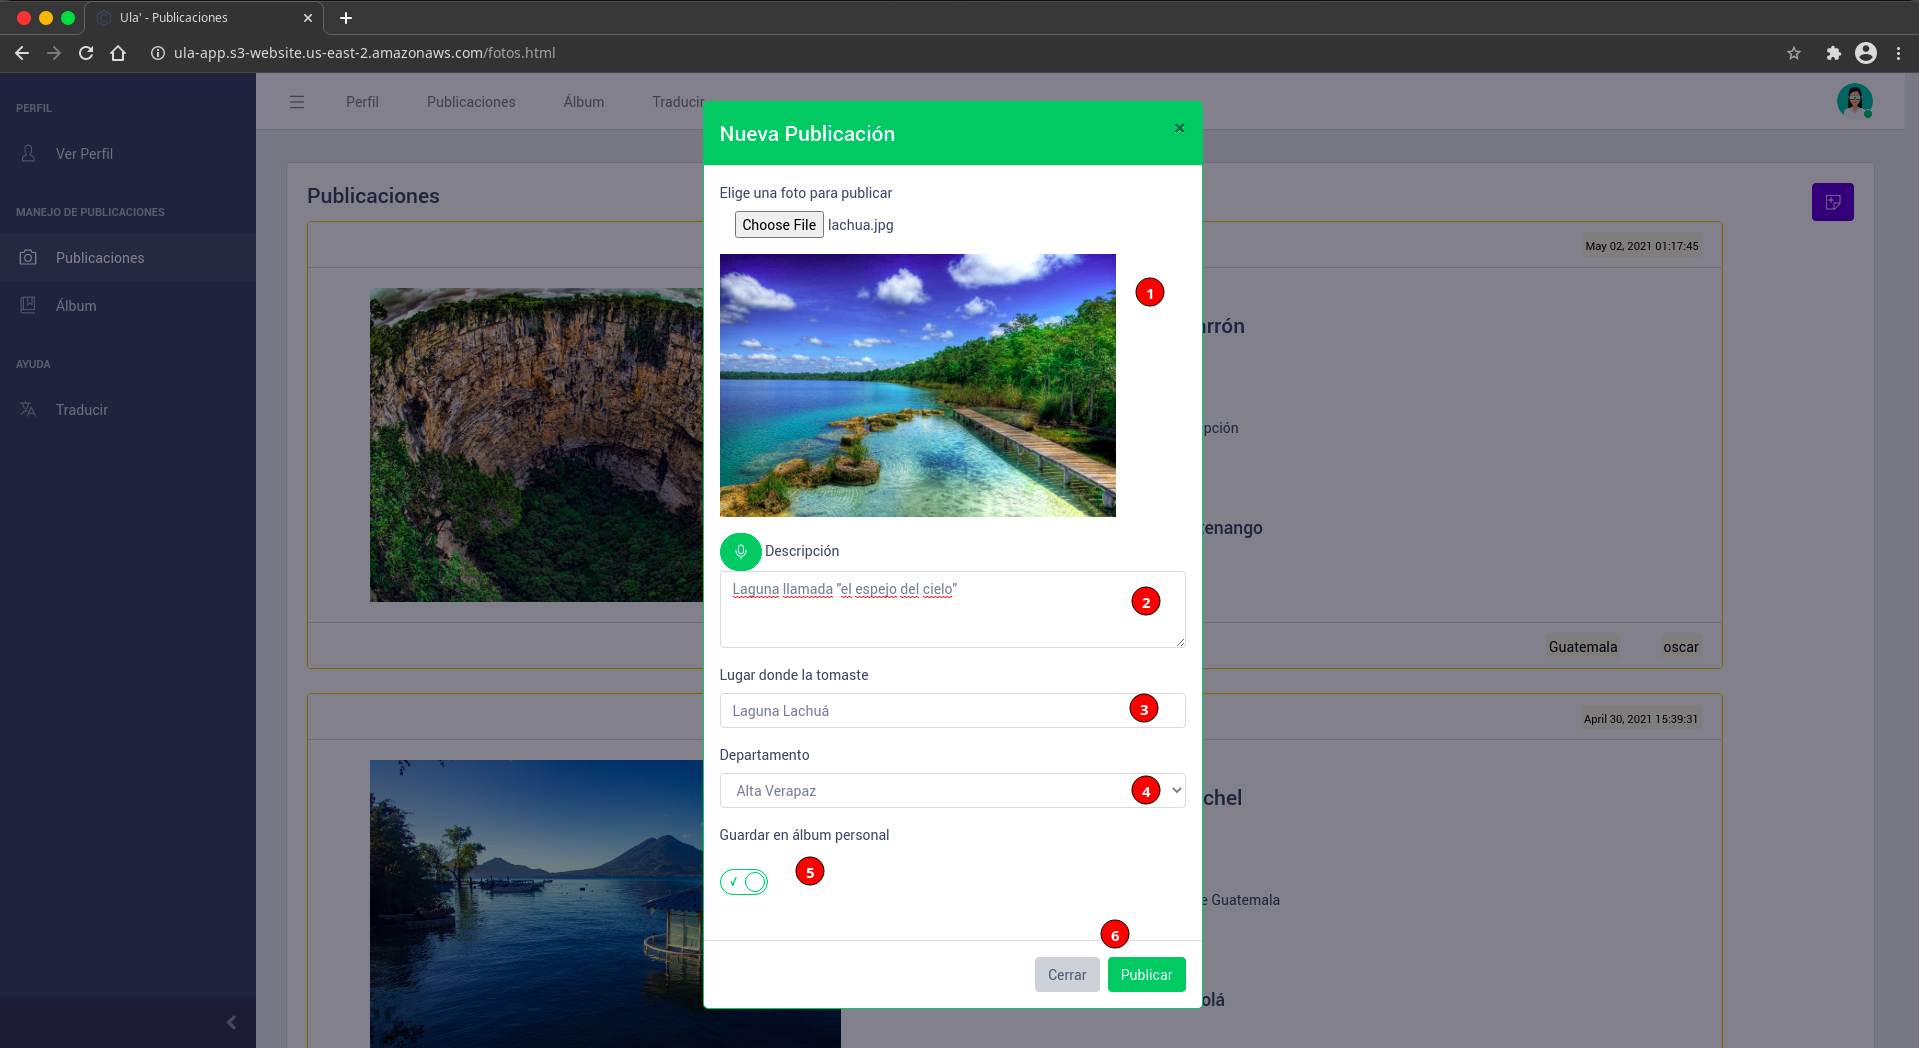 Ula' - Publicaciones
ula-app.s3-website.us-east-2.amazonaws.com/fotos.html
PERFIL
Ver Perfil
MANEJO DE PUBLICACIONES
Publicaciones
Álbum
AYUDA
Traducir
Perfil Publicaciones Álbum Traducir
Publicaciones
May 02, 2021 01:17:45
arrón
pción
tenango
Guatemala oscar
April 30, 2021 15:39:31
chel
e Guatemala
olá
Nueva Publicación
×
Elige una foto para publicar
Choose File lachua.jpg
1
Descripción
Laguna llamada "el espejo del cielo"
2
Lugar donde la tomaste
Laguna Lachuá
3
Departamento
Alta Verapaz
4
Guardar en álbum personal
5
6
Cerrar Publicar